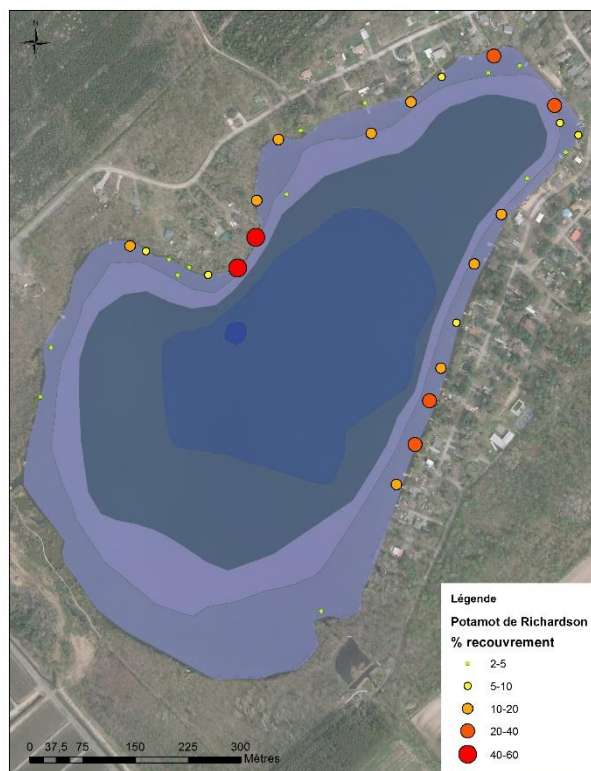 N
Légende
Potamot de Richardson
% recouvrement
2-5
5-10
10-20
20-40
40-60
0 37,5 75 150 225 300
Mètres